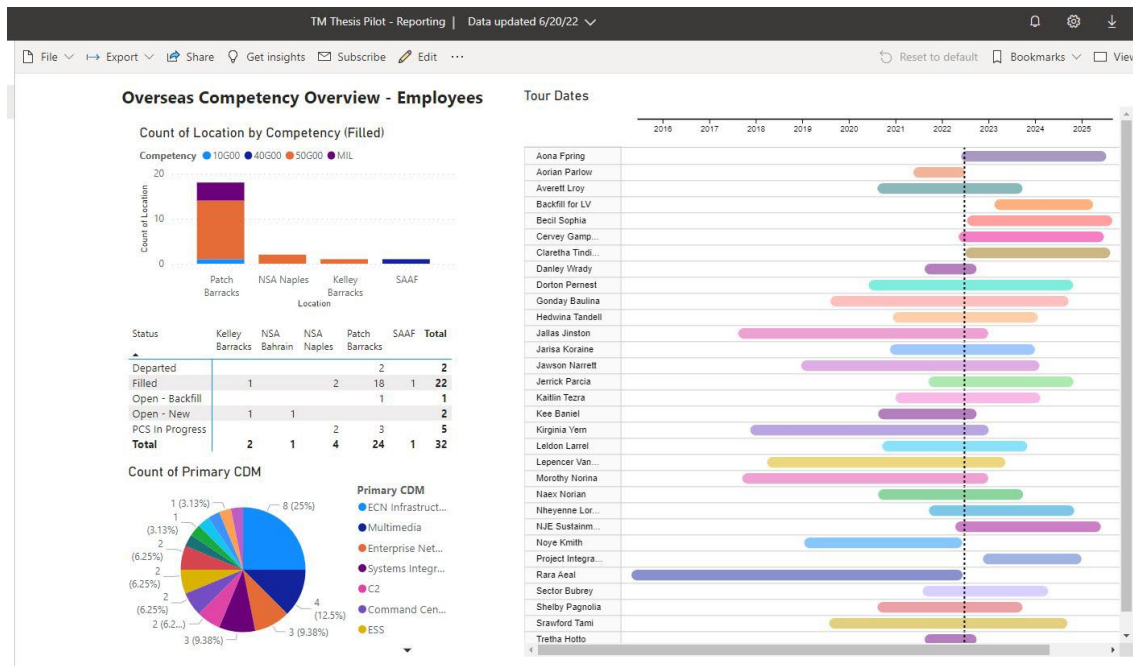 TM Thesis Pilot - Reporting | Data updated 6/20/22
File Export Share Get insights Subscribe Edit ... Reset to default Bookmarks View
Overseas Competency Overview - Employees
Count of Location by Competency (Filled)
Competency 10G00 40G00 50G00 MIL
20
10
0
Count of Location
Patch Barracks
NSA Naples
Kelley Barracks
SAAF
Location
Status Kelley Barracks NSA Bahrain NSA Naples Patch Barracks SAAF Total
Departed 2 2
Filled 1 2 18 1 22
Open - Backfill 1 1
Open - New 1 1 2
PCS In Progress 2 3 5
Total 2 1 4 24 1 32
Count of Primary CDM
8 (25%)
4 (12.5%)
3 (9.38%)
3 (9.38%)
2 (6.2...)
2 (6.25%)
2 (6.25%)
2 (6.25%)
1 (3.13%)
1 (3.13%)
Primary CDM
ECN Infrastruct...
Multimedia
Enterprise Net...
Systems Integr...
C2
Command Cen...
ESS
Tour Dates
2016 2017 2018 2019 2020 2021 2022 2023 2024 2025
Aona Fpring
Aorian Parlow
Averett Lroy
Backfill for LV
Becil Sophia
Cervey Gamp...
Claretha Tindi...
Danley Wrady
Dorton Pernest
Gonday Baulina
Hedwina Tandell
Jallas Jinston
Jarisa Koraine
Jawson Narrett
Jerrick Parcia
Kaitlin Tezra
Kee Baniel
Kirginia Yern
Leldon Larrel
Lepencer Van...
Morothy Norina
Naex Norian
Nheyenne Lor...
NJE Sustainm...
Noye Kmith
Project Integra...
Rara Aeal
Sector Bubrey
Shelby Pagnolia
Srawford Tami
Tretha Hotto